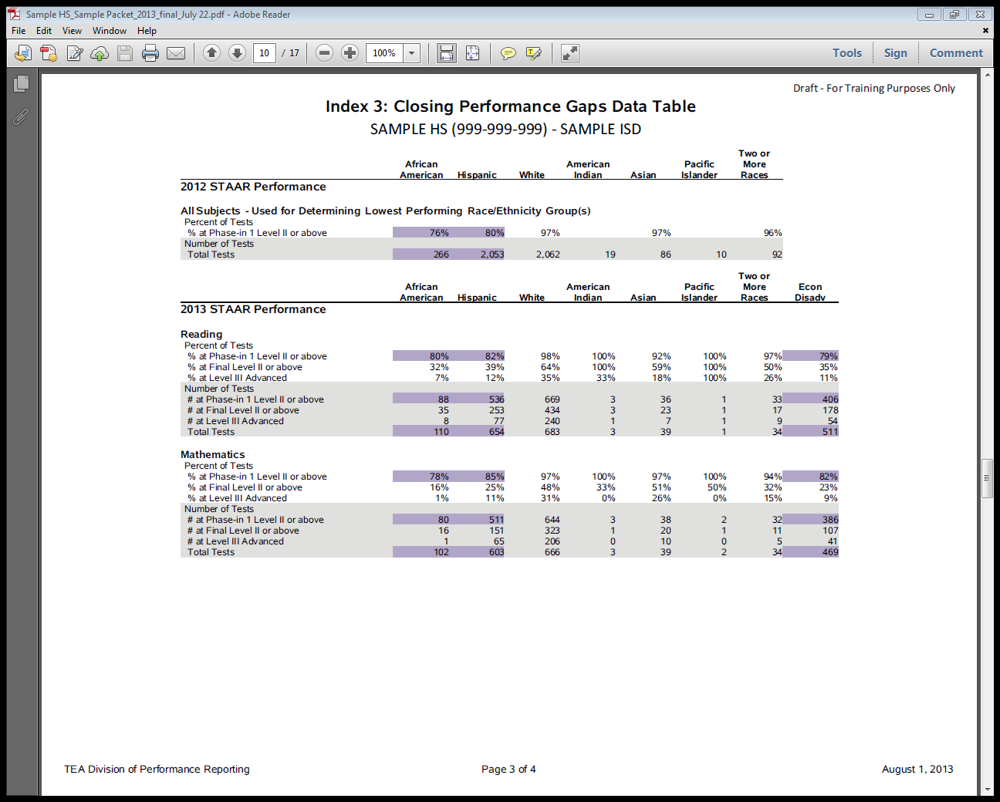 Sample HS_Sample Packet_2013_final_July 22.pdf - Adobe Reader
File Edit View Window Help
10 / 17 100% Tools Sign Comment
Draft - For Training Purposes Only
Index 3: Closing Performance Gaps Data Table
SAMPLE HS (999-999-999) - SAMPLE ISD
Two or
African American Pacific More
American Hispanic White Indian Asian Islander Races
2012 STAAR Performance
All Subjects - Used for Determining Lowest Performing Race/Ethnicity Group(s)
Percent of Tests
% at Phase-in 1 Level II or above 76% 80% 97% 97% 96%
Number of Tests
Total Tests 266 2,053 2,062 19 86 10 92
Two or
African American Pacific More Econ
American Hispanic White Indian Asian Islander Races Disadv
2013 STAAR Performance
Reading
Percent of Tests
% at Phase-in 1 Level II or above 80% 82% 98% 100% 92% 100% 97% 79%
% at Final Level II or above 32% 39% 64% 100% 59% 100% 50% 35%
% at Level III Advanced 7% 12% 35% 33% 18% 100% 26% 11%
Number of Tests
# at Phase-in 1 Level II or above 88 536 669 3 36 1 33 406
# at Final Level II or above 35 253 434 3 23 1 17 178
# at Level III Advanced 8 77 240 1 7 1 9 54
Total Tests 110 654 683 3 39 1 34 511
Mathematics
Percent of Tests
% at Phase-in 1 Level II or above 78% 85% 97% 100% 97% 100% 94% 82%
% at Final Level II or above 16% 25% 48% 33% 51% 50% 32% 23%
% at Level III Advanced 1% 11% 31% 0% 26% 0% 15% 9%
Number of Tests
# at Phase-in 1 Level II or above 80 511 644 3 38 2 32 386
# at Final Level II or above 16 151 323 1 20 1 11 107
# at Level III Advanced 1 65 206 0 10 0 5 41
Total Tests 102 603 666 3 39 2 34 469
TEA Division of Performance Reporting Page 3 of 4 August 1, 2013